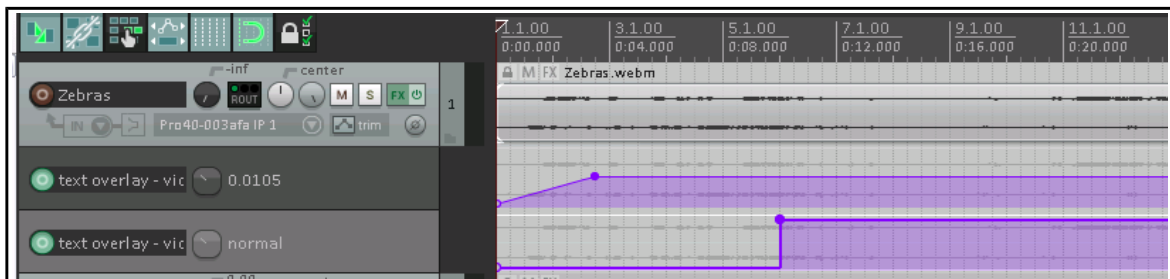 1.1.00 3.1.00 5.1.00 7.1.00 9.1.00 11.1.00
0:00.000 0:04.000 0:08.000 0:12.000 0:16.000 0:20.000
-inf center
M FX Zebras.webm
Zebras ROUT M S FX 1
IN Pro40-003afa IP 1 trim
text overlay - vic 0.0105
text overlay - vic normal